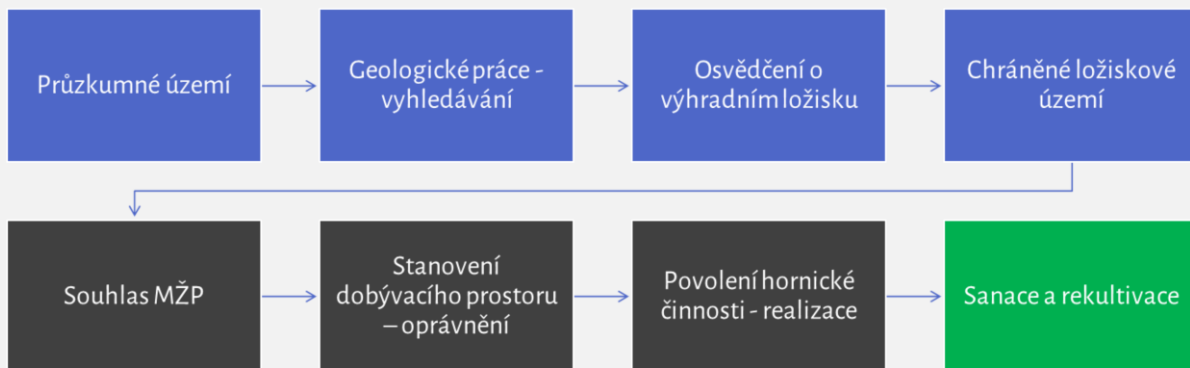 Průzkumné území
Geologické práce -
vyhledávání
Osvědčení o
výhradním ložisku
Chráněné ložiskové
území
Souhlas MŽP
Stanovení
dobývacího prostoru
– oprávnění
Povolení hornické
činnosti - realizace
Sanace a rekultivace